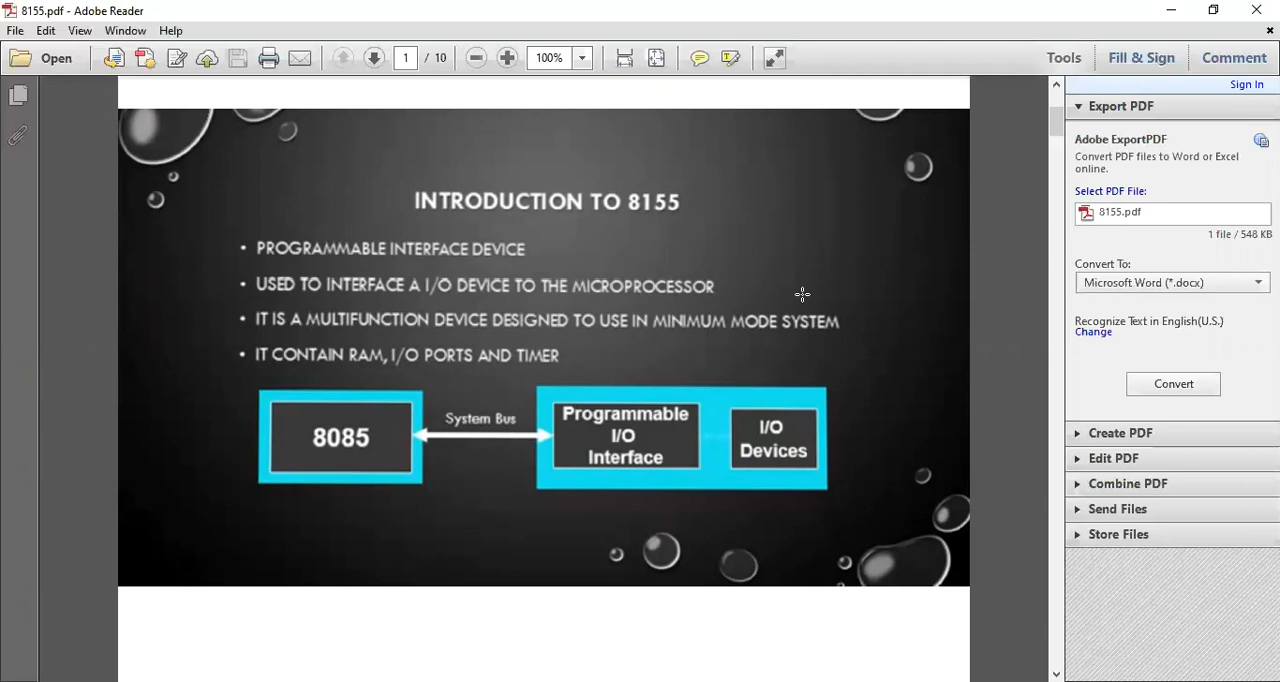 8155.pdf - Adobe Reader
File Edit View Window Help
Open 1 / 10 100% Tools Fill & Sign Comment
Sign In
Export PDF
Adobe ExportPDF
Convert PDF files to Word or Excel
online.
Select PDF File:
8155.pdf
1 file / 548 KB
Convert To:
Microsoft Word (*.docx)
Recognize Text in English(U.S.)
Change
Convert
Create PDF
Edit PDF
Combine PDF
Send Files
Store Files
INTRODUCTION TO 8155
• PROGRAMMABLE INTERFACE DEVICE
• USED TO INTERFACE A I/O DEVICE TO THE MICROPROCESSOR
• IT IS A MULTIFUNCTION DEVICE DESIGNED TO USE IN MINIMUM MODE SYSTEM
• IT CONTAIN RAM, I/O PORTS AND TIMER
8085
System Bus
Programmable
I/O
Interface
I/O
Devices